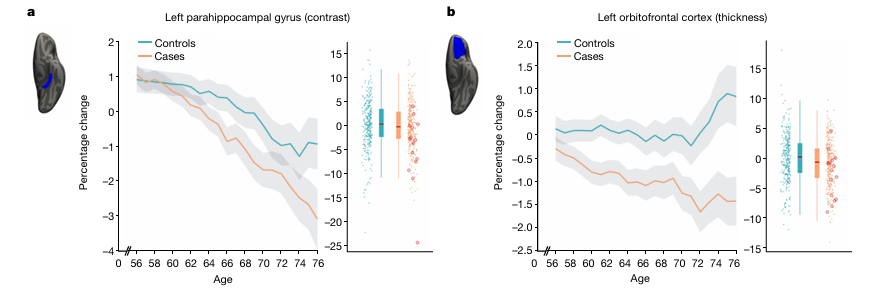 a
Left parahippocampal gyrus (contrast)
Controls
Cases
Percentage change
2
1
0
−1
−2
−3
−4
0 56 58 60 62 64 66 68 70 72 74 76
Age
15
10
5
0
−5
−10
−15
−20
−25
b
Left orbitofrontal cortex (thickness)
Controls
Cases
Percentage change
2.0
1.5
1.0
0.5
0
−0.5
−1.0
−1.5
−2.0
−2.5
0 56 58 60 62 64 66 68 70 72 74 76
Age
15
10
5
0
−5
−10
−15